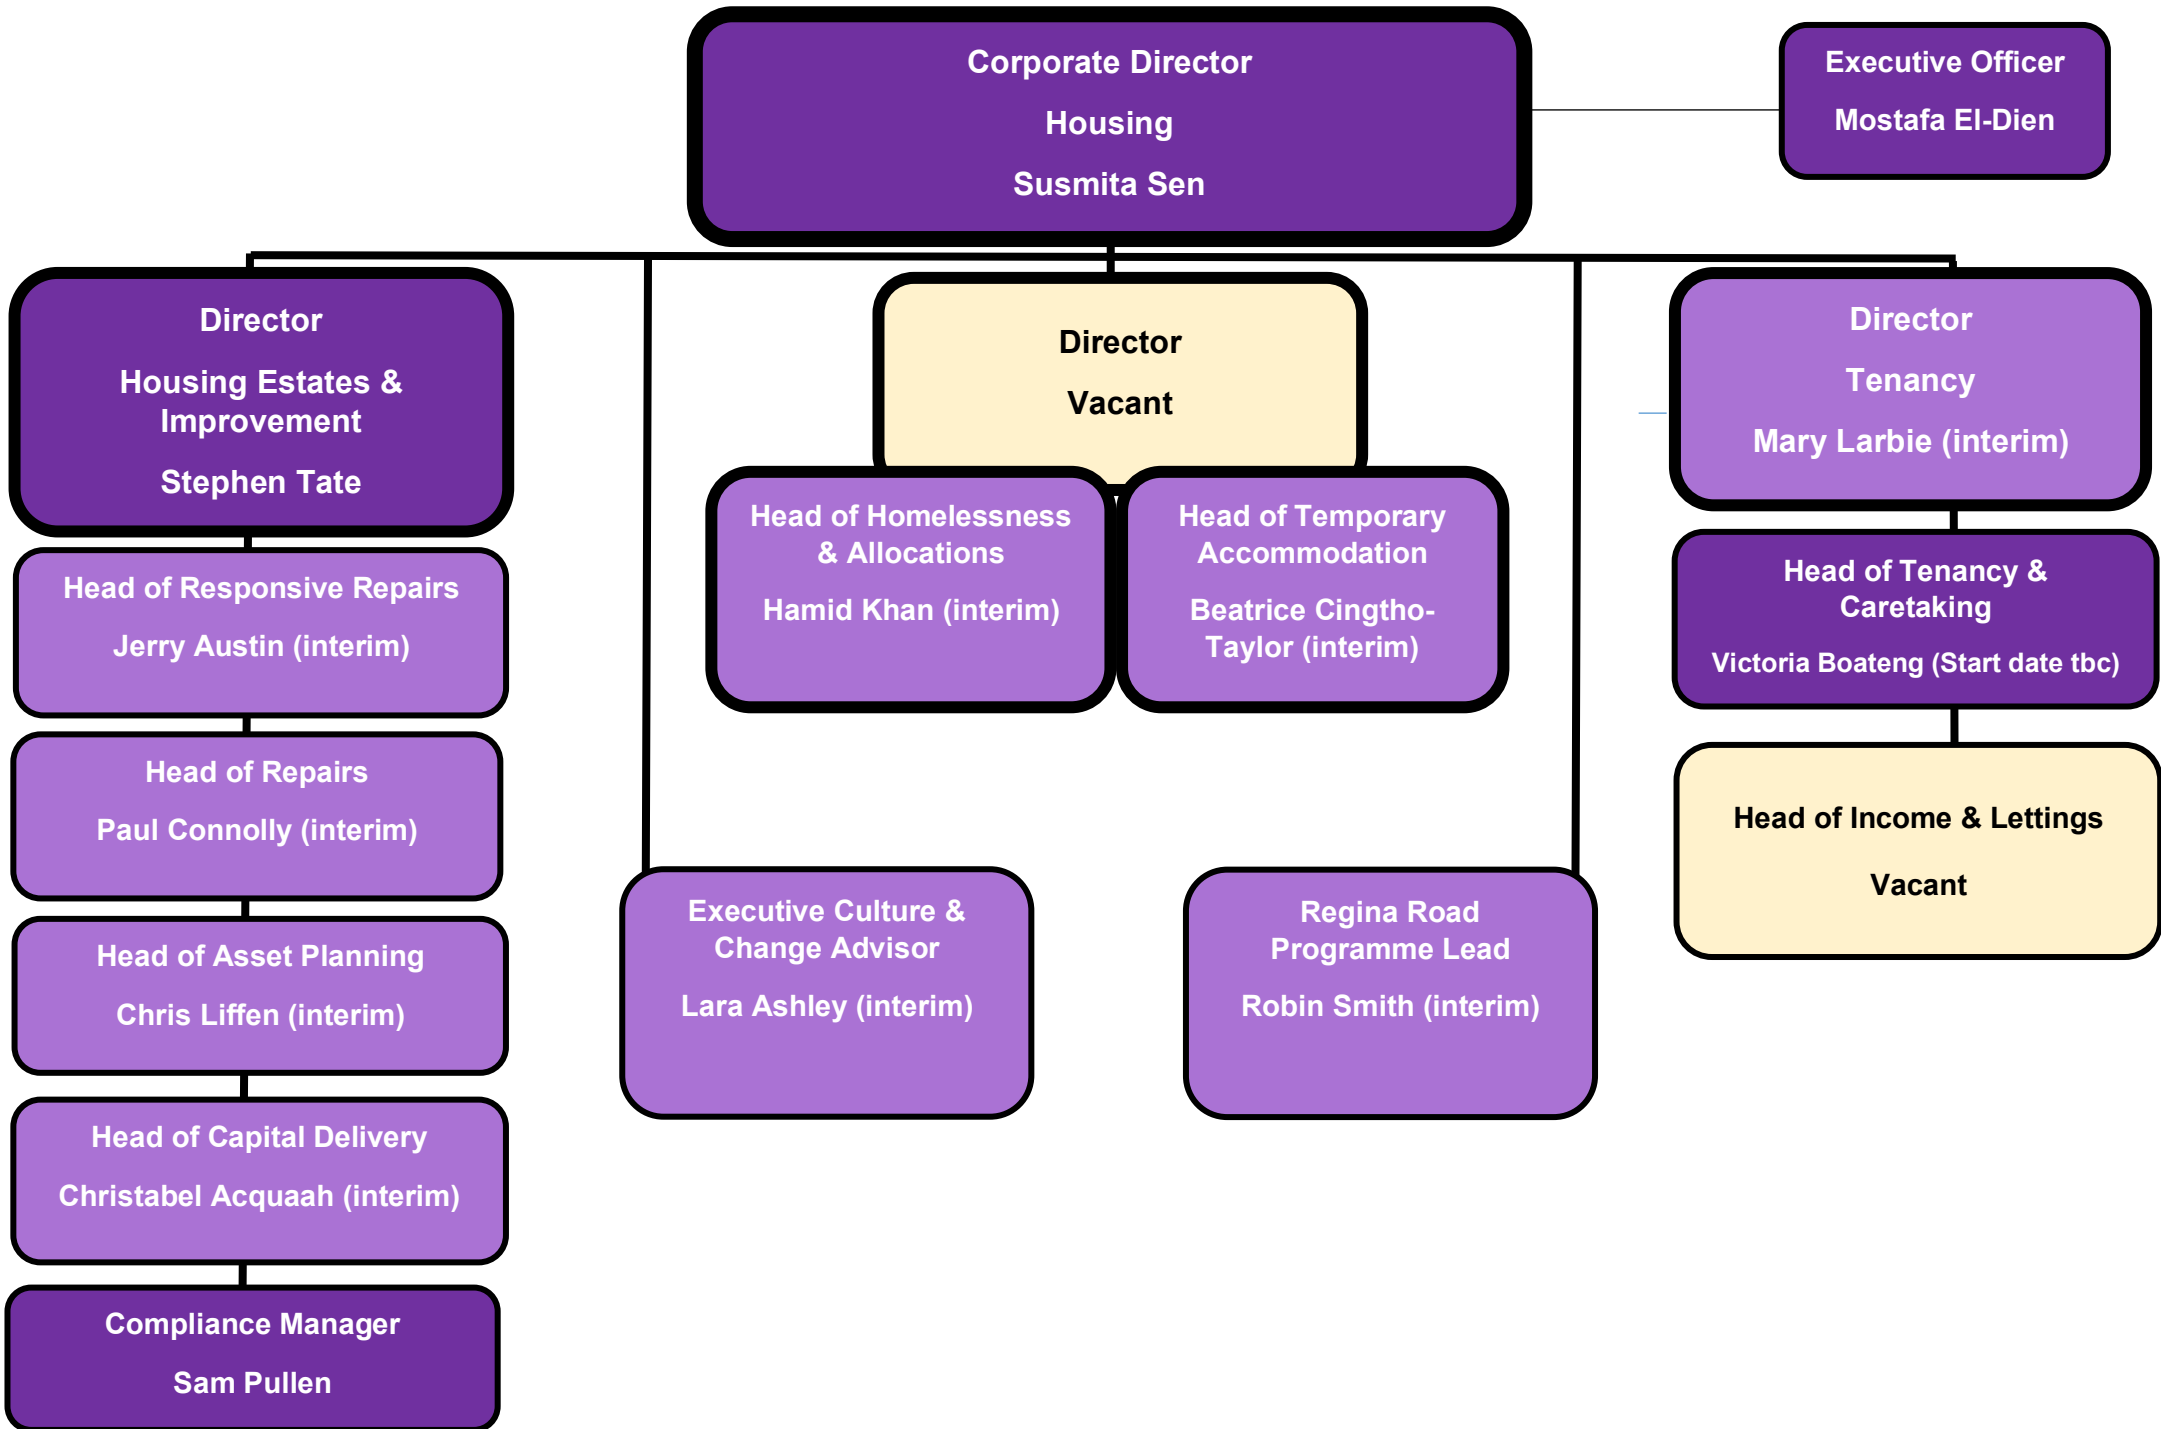 Corporate Director
Housing
Susmita Sen
Executive Officer
Mostafa El-Dien
Director
Housing Estates &
Improvement
Stephen Tate
Head of Responsive Repairs
Jerry Austin (interim)
Head of Repairs
Paul Connolly (interim)
Head of Asset Planning
Chris Liffen (interim)
Head of Capital Delivery
Christabel Acquaah (interim)
Compliance Manager
Sam Pullen
Director
Vacant
Head of Homelessness
& Allocations
Hamid Khan (interim)
Head of Temporary
Accommodation
Beatrice Cingtho-
Taylor (interim)
Executive Culture &
Change Advisor
Lara Ashley (interim)
Regina Road
Programme Lead
Robin Smith (interim)
Director
Tenancy
Mary Larbie (interim)
Head of Tenancy &
Caretaking
Victoria Boateng (Start date tbc)
Head of Income & Lettings
Vacant